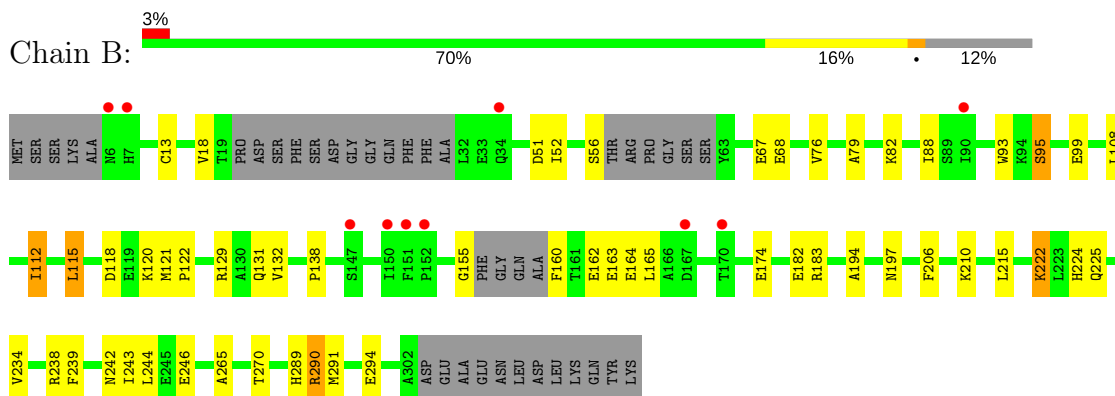 3%
Chain B:
70% 16% • 12%
MET SER SER LYS ALA N6 H7 C13 V18 T19 PRO ASP SER PHE SER ASP GLY GLY GLN PHE PHE ALA L32 E33 Q34 D51 I52 S56 THR ARG PRO GLY SER SER Y63 E67 E68 V76 A79 K82 I88 S89 I90 W93 K94 S95 E99 L108
I112 L115 D118 E119 K120 M121 P122 R129 A130 Q131 V132 P138 S147 I150 F151 P152 G155 PHE GLY GLN ALA F160 T161 E162 E163 E164 L165 A166 D167 T170 E174 E182 R183 A194 N197 F206 K210 L215 K222 L223 H224 Q225
V234 R238 F239 N242 I243 L244 E245 E246 A265 T270 H289 R290 M291 E294 A302 ASP GLU ALA GLU ASN LEU ASP LEU LYS GLN TYR LYS